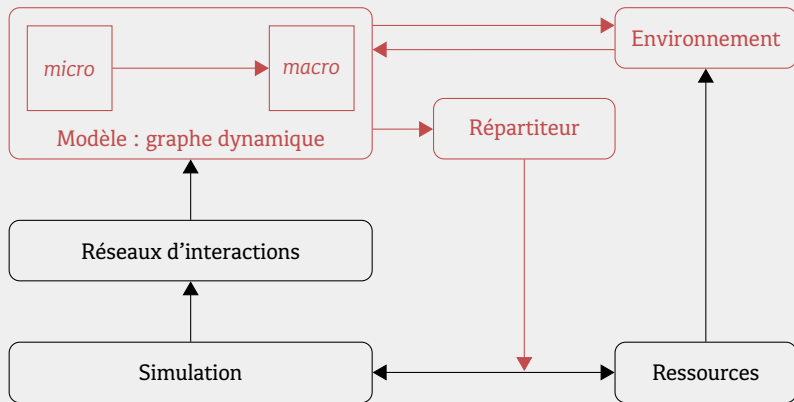 micro
macro
Modèle : graphe dynamique
Environnement
Répartiteur
Réseaux d’interactions
Simulation
Ressources